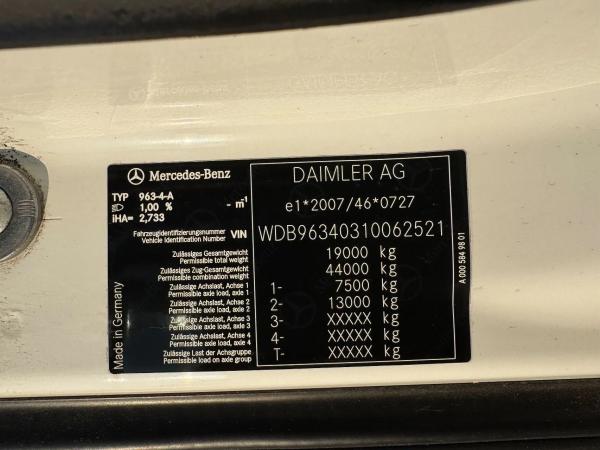 Mercedes-Benz
TYP 963-4-A
1,00 % - m-1
iHA= 2,733
Fahrzeugidentifizierungsnummer
Vehicle Identification Number VIN
Zulässiges Gesamtgewicht
Permissible total weight
Zulässiges Zug-Gesamtgewicht
Permissible combination weight
Zulässige Achslast, Achse 1
Permissible axle load, axle 1
Zulässige Achslast, Achse 2
Permissible axle load, axle 2
Zulässige Achslast, Achse 3
Permissible axle load, axle 3
Zulässige Achslast, Achse 4
Permissible axle load, axle 4
Zulässige Last der Achsgruppe
Permissible load on axle group
Made in Germany
DAIMLER AG
e1*2007/46*0727
WDB96340310062521
19000 kg
44000 kg
1- 7500 kg
2- 13000 kg
3- XXXXX kg
4- XXXXX kg
T- XXXXX kg
A 000 584 98 01